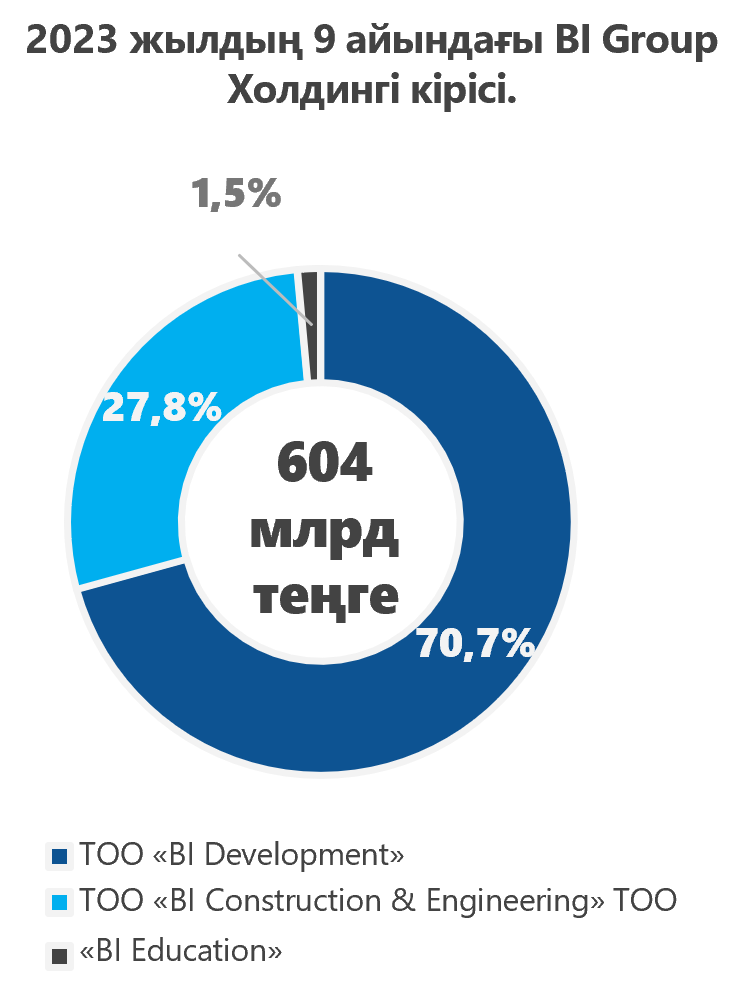 2023 жылдың 9 айындағы BI Group
Холдингі кірісі.
1,5%
27,8%
604
млрд
теңге
70,7%
ТОО «BI Development»
ТОО «BI Construction & Engineering» ТОО
«BI Education»